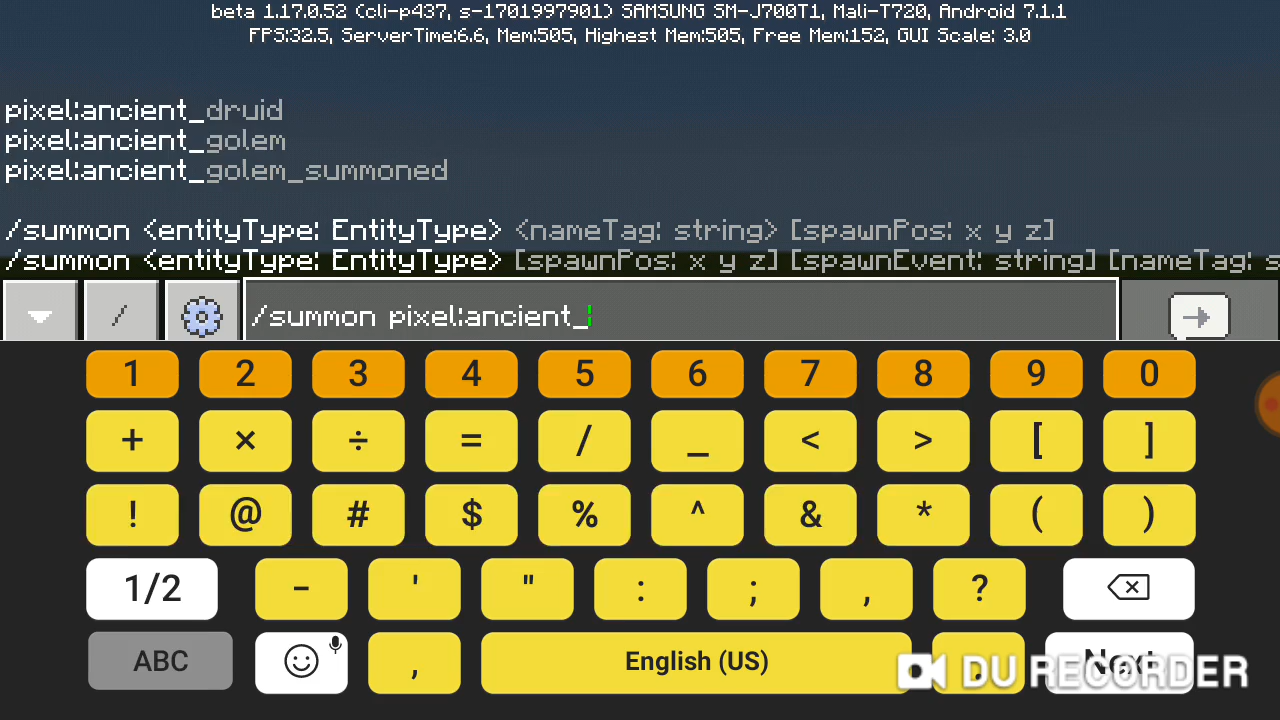 beta 1.17.0.52 (cli-p437, s-1701997901) SAMSUNG SM-J700T1, Mali-T720, Android 7.1.1
FPS:32.5, ServerTime:6.6, Mem:505, Highest Mem:505, Free Mem:152, GUI Scale: 3.0
pixel:ancient_druid
pixel:ancient_golem
pixel:ancient_golem_summoned
/summon <entityType: EntityType> <nameTag: string> [spawnPos: x y z]
/summon <entityType: EntityType> [spawnPos: x y z] [spawnEvent: string] [nameTag: s
/ /summon pixel:ancient_
1 2 3 4 5 6 7 8 9 0
+ × ÷ = / _ < > [ ]
! @ # $ % ^ & * ( )
1/2 - ' " : ; , ?
ABC , English (US) . Next
DU RECORDER